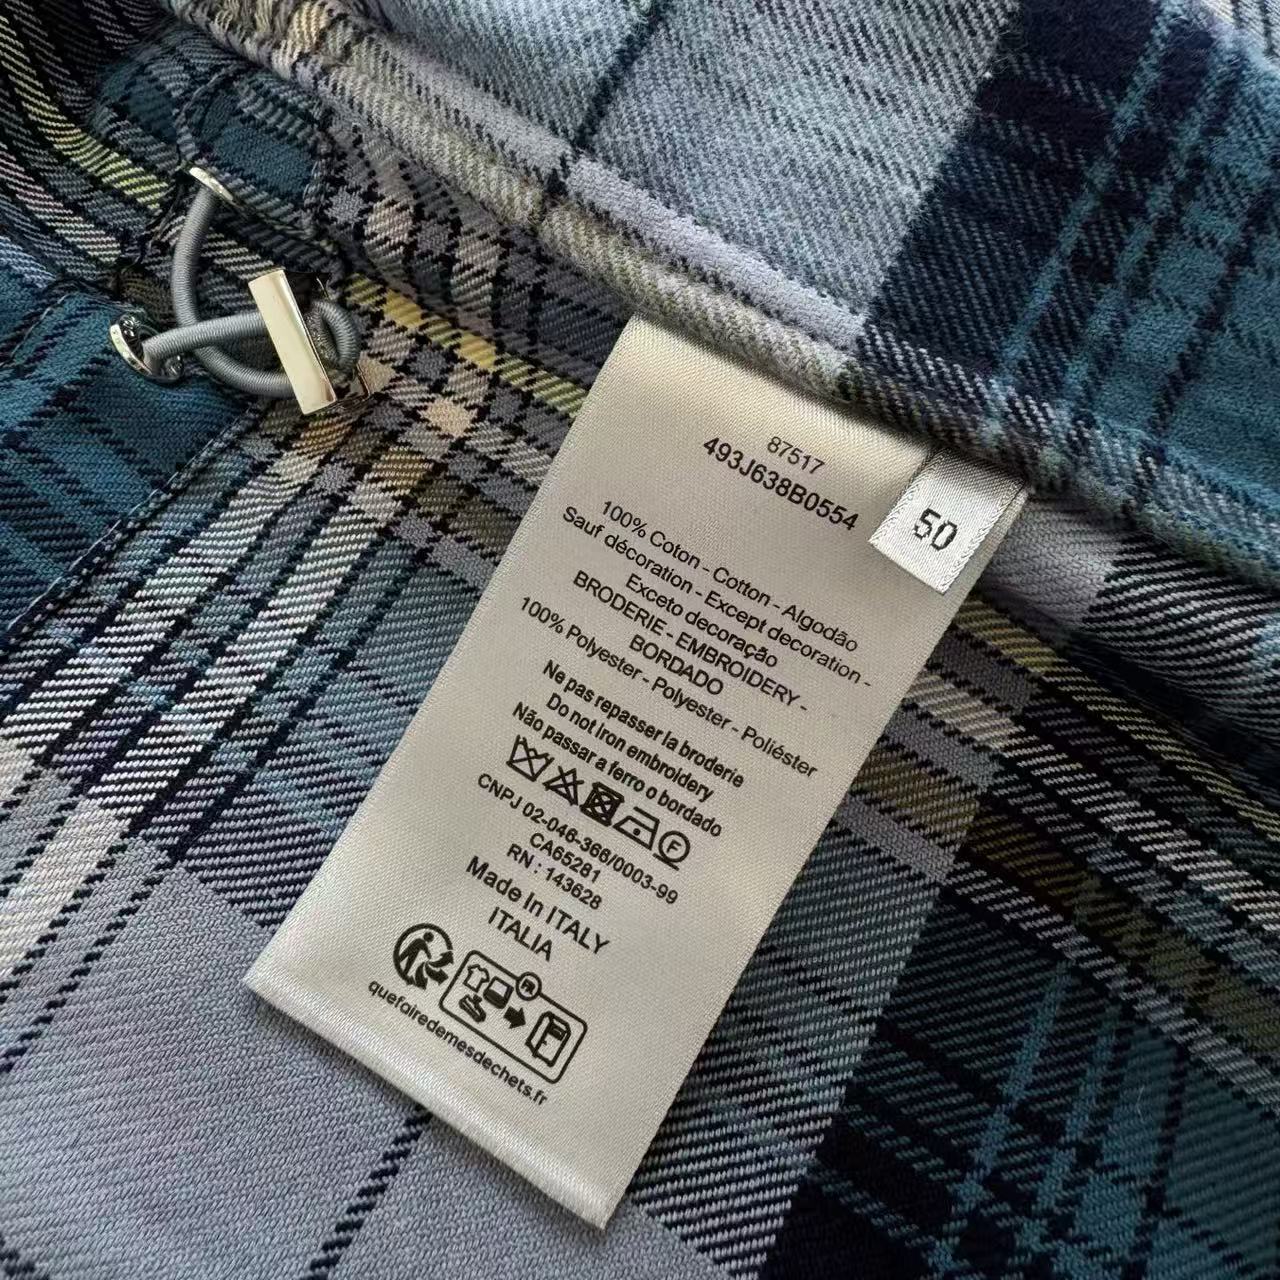 87517
493J638B0554
50
100% Coton - Cotton - Algodão
Sauf décoration - Except decoration -
Exceto decoração
BRODERIE - EMBROIDERY -
BORDADO
100% Polyester - Polyester - Poliéster
Ne pas repasser la broderie
Do not iron embroidery
Não passar a ferro o bordado
F
CNPJ 02-046-366/0003-99
CA65281
RN : 143628
Made in ITALY
ITALIA
FR
quefairedemesdechets.fr